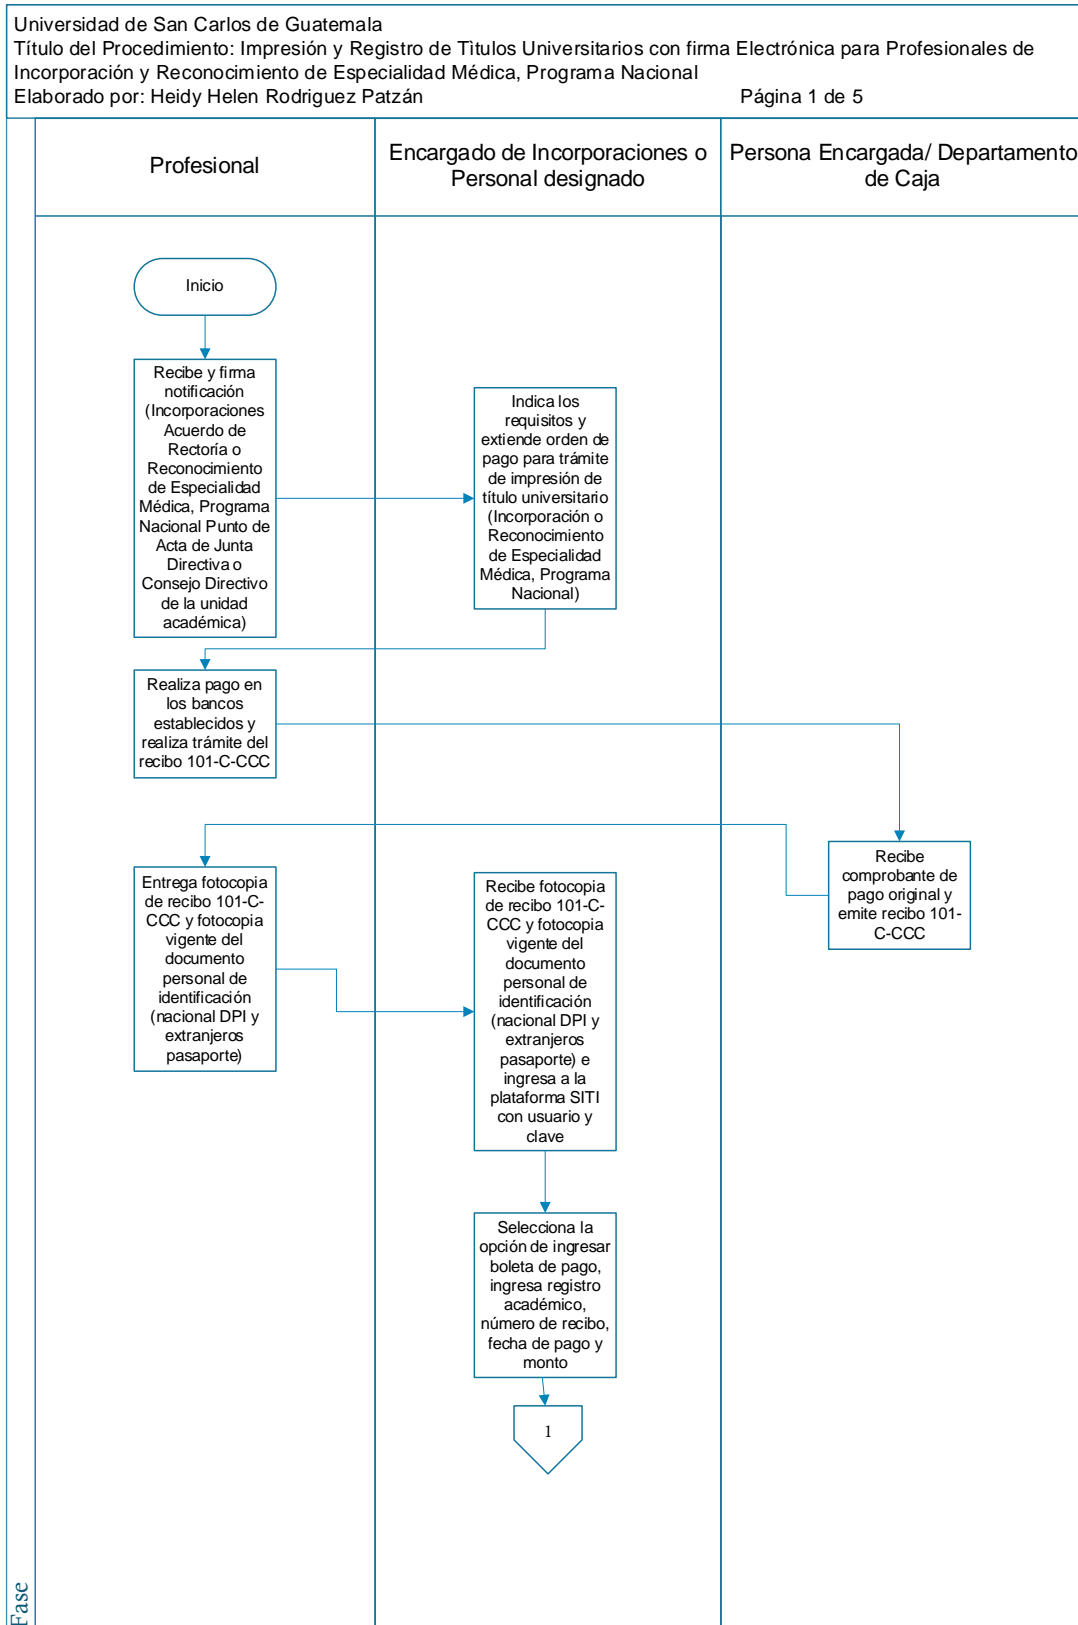 Universidad de San Carlos de Guatemala
Título del Procedimiento: Impresión y Registro de Tìtulos Universitarios con firma Electrónica para Profesionales de
Incorporación y Reconocimiento de Especialidad Médica, Programa Nacional
Elaborado por: Heidy Helen Rodriguez Patzán
Página 1 de 5
Profesional
Encargado de Incorporaciones o
Personal designado
Persona Encargada/ Departamento
de Caja
Inicio
Recibe y firma
notificación
(Incorporaciones
Acuerdo de
Rectoría o
Reconocimiento
de Especialidad
Médica, Programa
Nacional Punto de
Acta de Junta
Directiva o
Consejo Directivo
de la unidad
académica)
Indica los
requisitos y
extiende orden de
pago para trámite
de impresión de
título universitario
(Incorporación o
Reconocimiento
de Especialidad
Médica, Programa
Nacional)
Realiza pago en
los bancos
establecidos y
realiza trámite del
recibo 101-C-CCC
Recibe
comprobante de
pago original y
emite recibo 101-
C-CCC
Entrega fotocopia
de recibo 101-C-
CCC y fotocopia
vigente del
documento
personal de
identificación
(nacional DPI y
extranjeros
pasaporte)
Recibe fotocopia
de recibo 101-C-
CCC y fotocopia
vigente del
documento
personal de
identificación
(nacional DPI y
extranjeros
pasaporte) e
ingresa a la
plataforma SITI
con usuario y
clave
Selecciona la
opción de ingresar
boleta de pago,
ingresa registro
académico,
número de recibo,
fecha de pago y
monto
1
Fase